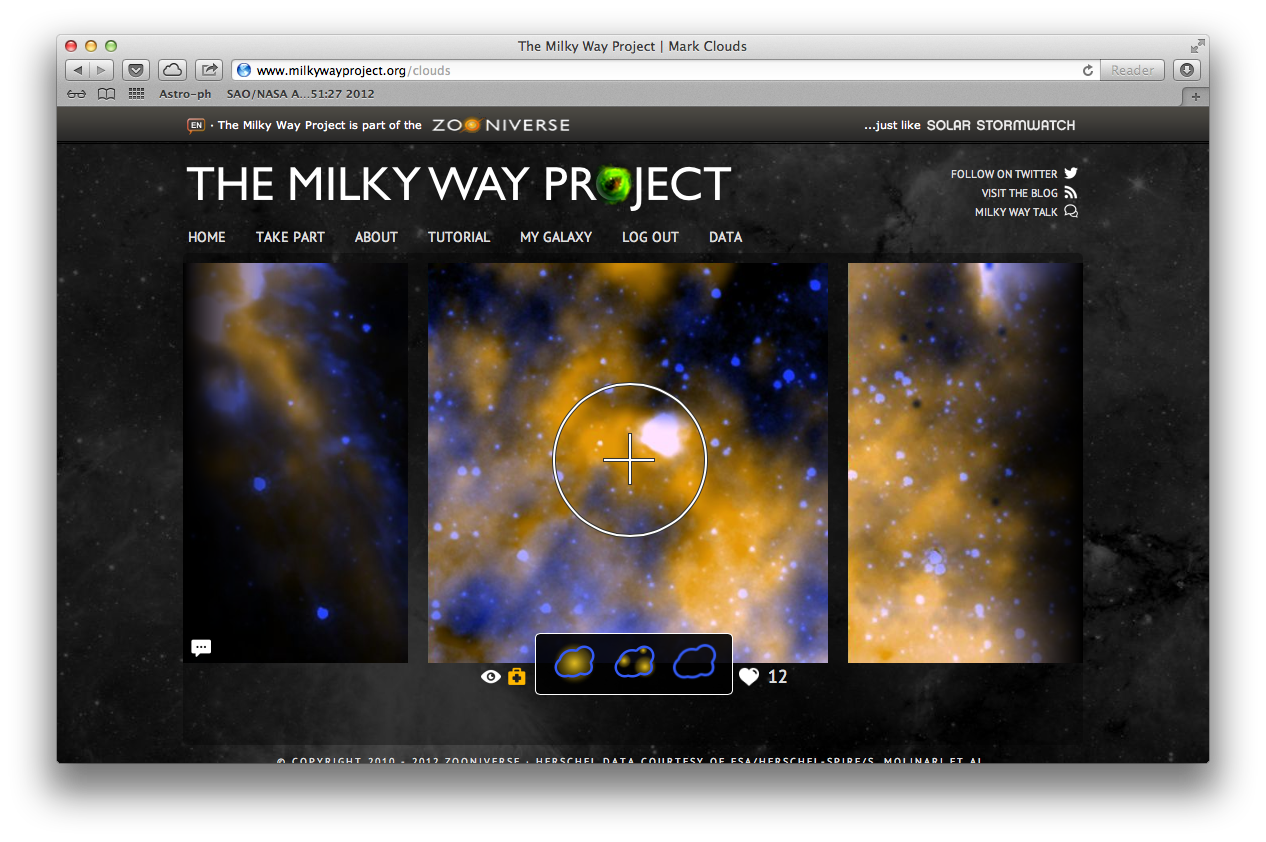 The Milky Way Project | Mark Clouds
www.milkywayproject.org/clouds
Reader
Astro-ph SAO/NASA A...51:27 2012
EN · The Milky Way Project is part of the ZOONIVERSE
...just like SOLAR STORMWATCH
THE MILKY WAY PROJECT
FOLLOW ON TWITTER
VISIT THE BLOG
MILKY WAY TALK
HOME TAKE PART ABOUT TUTORIAL MY GALAXY LOG OUT DATA
12
© COPYRIGHT 2010 - 2012 ZOONIVERSE · HERSCHEL DATA COURTESY OF ESA/HERSCHEL-SPIRE/S. MOLINARI ET AL